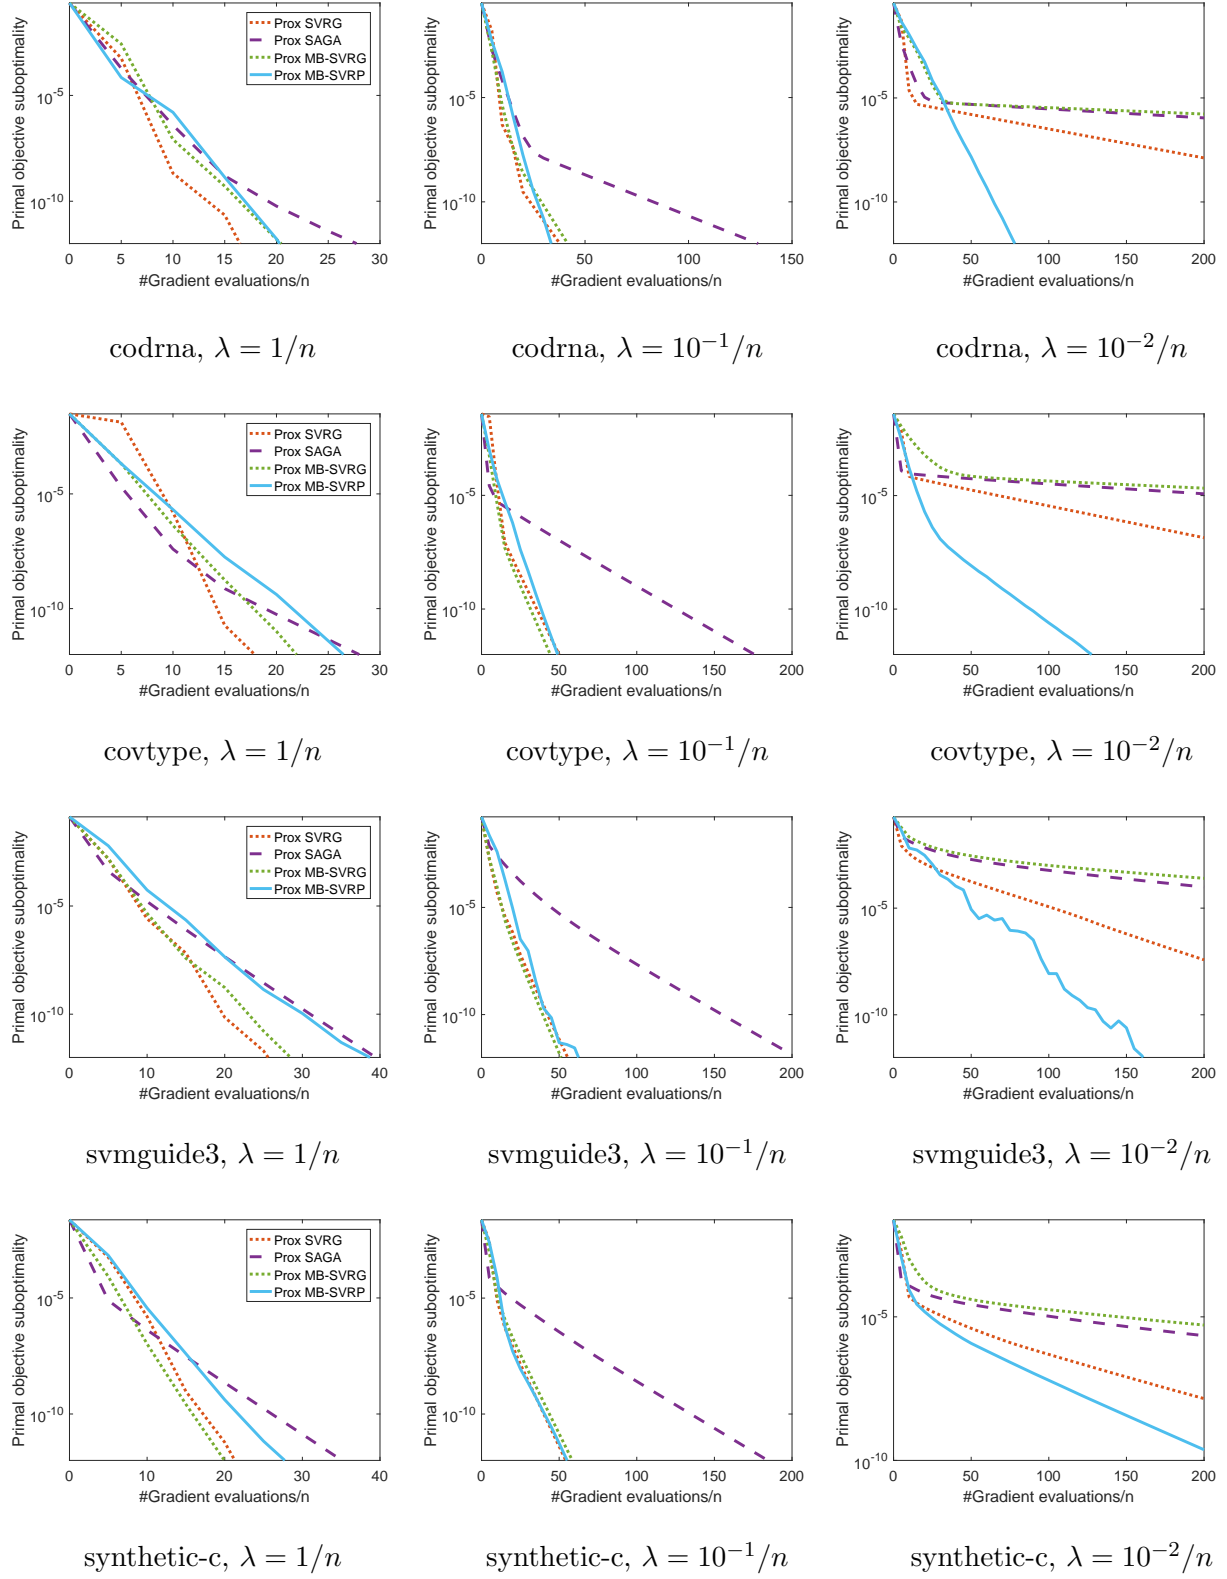 Primal objective suboptimality
10^{-5}
10^{-10}
Prox SVRG
Prox SAGA
Prox MB-SVRG
Prox MB-SVRP
0 5 10 15 20 25 30
#Gradient evaluations/n
codrna, λ = 1/n
Primal objective suboptimality
10^{-5}
10^{-10}
0 50 100 150
#Gradient evaluations/n
codrna, λ = 10^{-1}/n
Primal objective suboptimality
10^{-5}
10^{-10}
0 50 100 150 200
#Gradient evaluations/n
codrna, λ = 10^{-2}/n
Primal objective suboptimality
10^{-5}
10^{-10}
Prox SVRG
Prox SAGA
Prox MB-SVRG
Prox MB-SVRP
0 5 10 15 20 25 30
#Gradient evaluations/n
covtype, λ = 1/n
Primal objective suboptimality
10^{-5}
10^{-10}
0 50 100 150 200
#Gradient evaluations/n
covtype, λ = 10^{-1}/n
Primal objective suboptimality
10^{-5}
10^{-10}
0 50 100 150 200
#Gradient evaluations/n
covtype, λ = 10^{-2}/n
Primal objective suboptimality
10^{-5}
10^{-10}
Prox SVRG
Prox SAGA
Prox MB-SVRG
Prox MB-SVRP
0 10 20 30 40
#Gradient evaluations/n
svmguide3, λ = 1/n
Primal objective suboptimality
10^{-5}
10^{-10}
0 50 100 150 200
#Gradient evaluations/n
svmguide3, λ = 10^{-1}/n
Primal objective suboptimality
10^{-5}
10^{-10}
0 50 100 150 200
#Gradient evaluations/n
svmguide3, λ = 10^{-2}/n
Primal objective suboptimality
10^{-5}
10^{-10}
Prox SVRG
Prox SAGA
Prox MB-SVRG
Prox MB-SVRP
0 10 20 30 40
#Gradient evaluations/n
synthetic-c, λ = 1/n
Primal objective suboptimality
10^{-5}
10^{-10}
0 50 100 150 200
#Gradient evaluations/n
synthetic-c, λ = 10^{-1}/n
Primal objective suboptimality
10^{-5}
10^{-10}
0 50 100 150 200
#Gradient evaluations/n
synthetic-c, λ = 10^{-2}/n